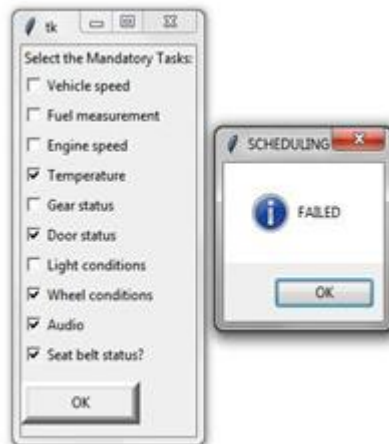 tk
Select the Mandatory Tasks:
Vehicle speed
Fuel measurement
Engine speed
Temperature
Gear status
Door status
Light conditions
Wheel conditions
Audio
Seat belt status?
OK
SCHEDULING
FAILED
OK